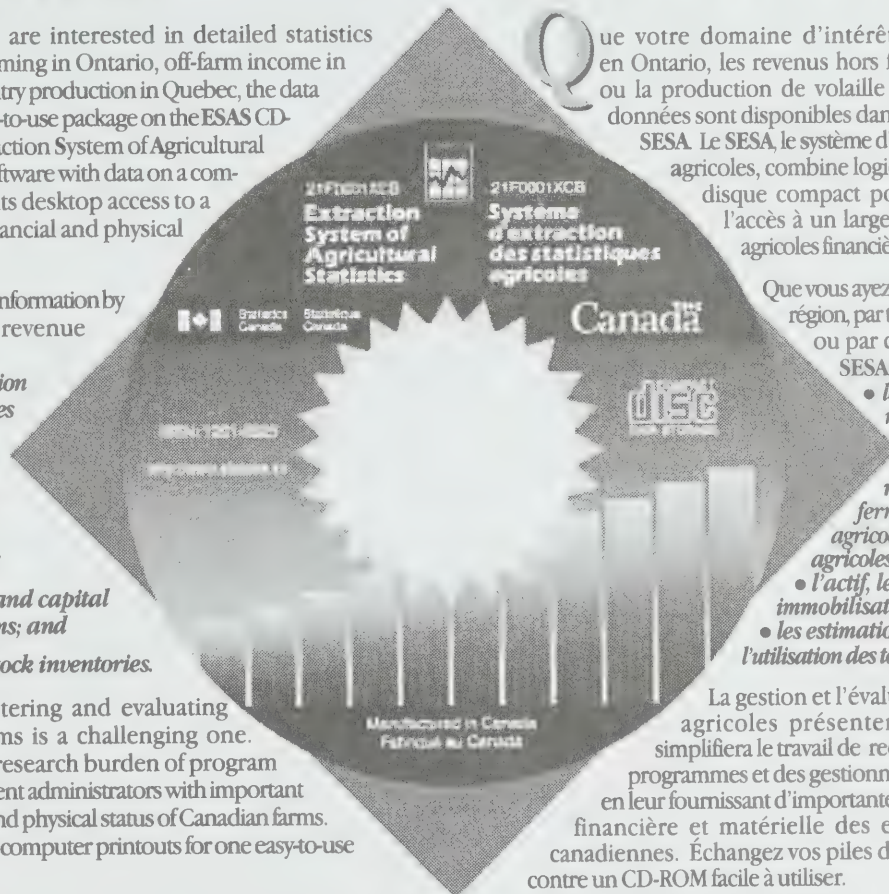 are interested in detailed statistics
ming in Ontario, off-farm income in
try production in Quebec, the data
-to-use package on the ESAS CD-
action System of Agricultural
ftware with data on a com-
ts desktop access to a
ancial and physical
nformation by
revenue
ion
es
and capital
ns; and
ock inventories.
tering and evaluating
ms is a challenging one.
research burden of program
ent administrators with important
nd physical status of Canadian farms.
computer printouts for one easy-to-use
21F0001XCB
Extraction
System of
Agricultural
Statistics
21F0001XCB
Système
d'extraction
des statistiques
agricoles
Statistics
Canada
Statistique
Canada
Canada
disc
Manufactured in Canada
Fabriqué au Canada
Que votre domaine d'intérê
en Ontario, les revenus hors f
ou la production de volaille
données sont disponibles dan
SESA. Le SESA, le système d'
agricoles, combine logic
disque compact po
l'accès à un large
agricoles financiè
Que vous ayez
région, par t
ou par c
SESA
• l
r
r
ferm
agrico
agricoles
• l'actif, le
immobilisat
• les estimatio
l'utilisation des te
La gestion et l'évalu
agricoles présenter
simplifiera le travail de rec
programmes et des gestionn
en leur fournissant d'importante
financière et matérielle des e
canadiennes. Échangez vos piles d
contre un CD-ROM facile à utiliser.